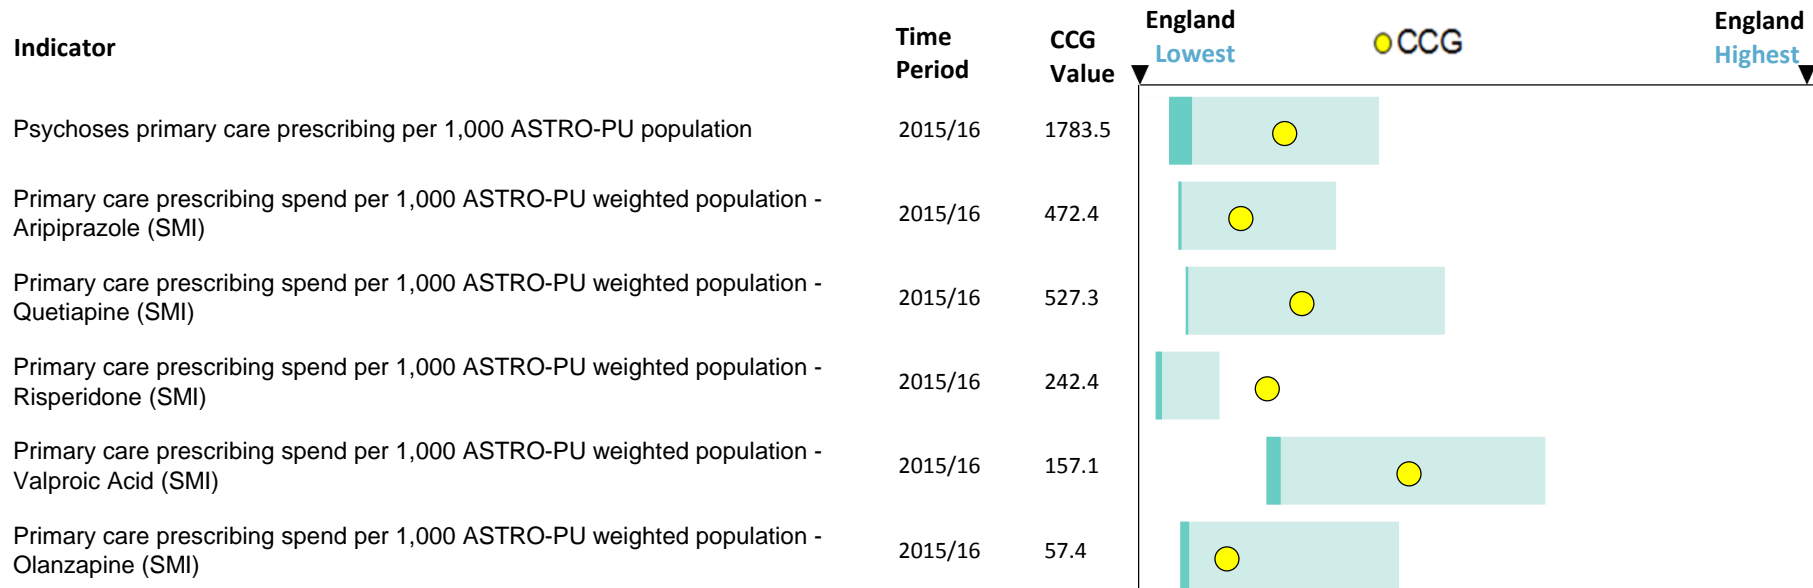 Indicator
Time
Period
CCG
Value
England
Lowest
CCG
England
Highest
Psychoses primary care prescribing per 1,000 ASTRO-PU population
2015/16
1783.5
Primary care prescribing spend per 1,000 ASTRO-PU weighted population -
Aripiprazole (SMI)
2015/16
472.4
Primary care prescribing spend per 1,000 ASTRO-PU weighted population -
Quetiapine (SMI)
2015/16
527.3
Primary care prescribing spend per 1,000 ASTRO-PU weighted population -
Risperidone (SMI)
2015/16
242.4
Primary care prescribing spend per 1,000 ASTRO-PU weighted population -
Valproic Acid (SMI)
2015/16
157.1
Primary care prescribing spend per 1,000 ASTRO-PU weighted population -
Olanzapine (SMI)
2015/16
57.4